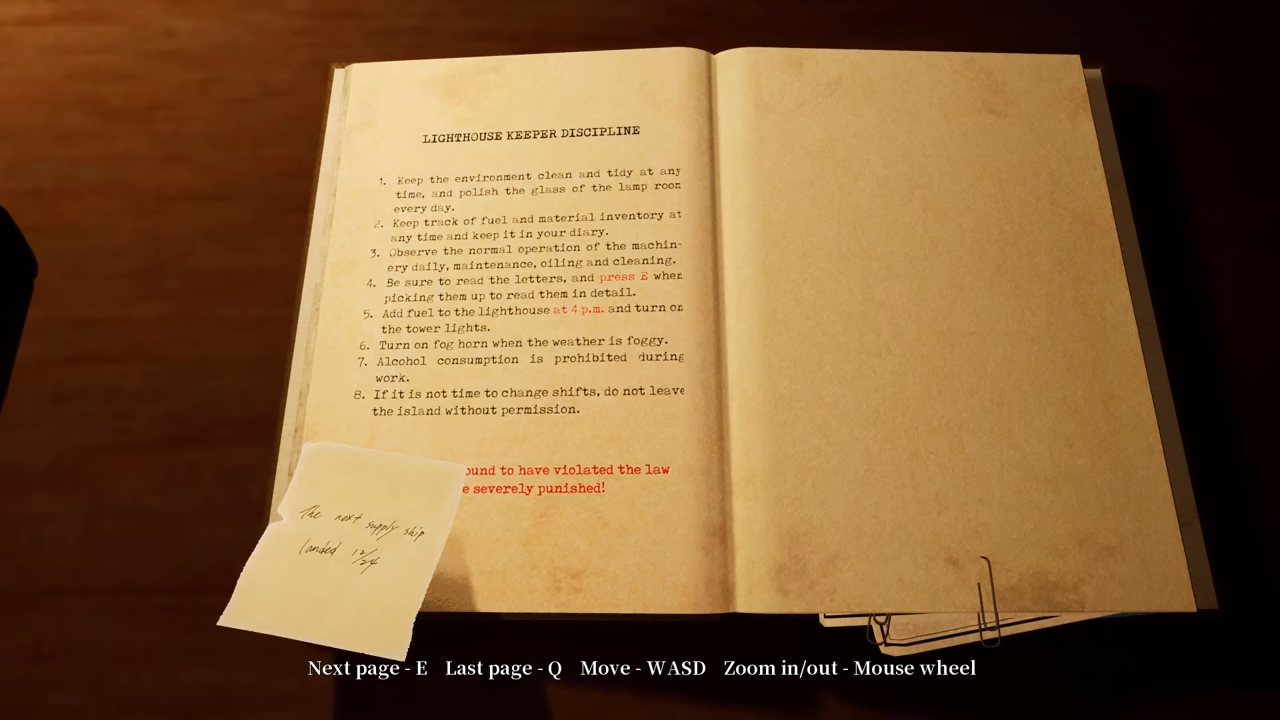 LIGHTHOUSE KEEPER DISCIPLINE
1. Keep the environment clean and tidy at any
time, and polish the glass of the lamp room
every day.
2. Keep track of fuel and material inventory at
any time and keep it in your diary.
3. Observe the normal operation of the machin-
ery daily, maintenance, oiling and cleaning.
4. Be sure to read the letters, and press E when
picking them up to read them in detail.
5. Add fuel to the lighthouse at 4 p.m. and turn on
the tower lights.
6. Turn on fog horn when the weather is foggy.
7. Alcohol consumption is prohibited during
work.
8. If it is not time to change shifts, do not leave
the island without permission.
ound to have violated the law
e severely punished!
The next supply ship
landed 12/24
Next page - E Last page - Q Move - WASD Zoom in/out - Mouse wheel